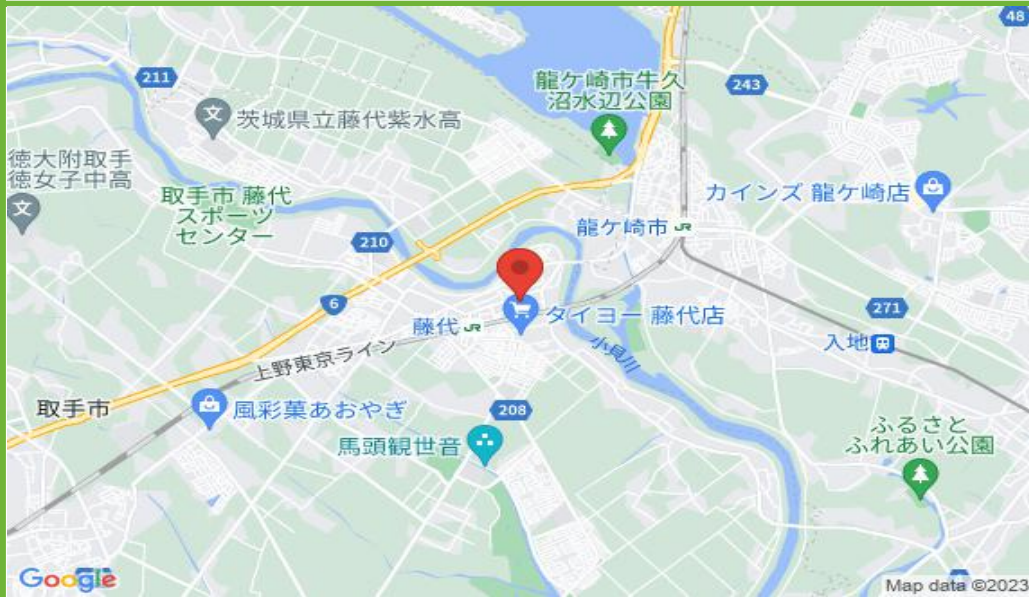 48
211
243
龍ケ崎市牛久
沼水辺公園
文
茨城県立藤代紫水高
徳大附取手
徳女子中高
文
取手市 藤代
スポーツ
センター
カインズ 龍ケ崎店
龍ケ崎市 JR
210
6
271
藤代 JR
タイヨー 藤代店
入地
小貝川
上野東京ライン
取手市
風彩菓あおやぎ
208
馬頭観世音
ふるさと
ふれあい公園
Google
Map data ©2023